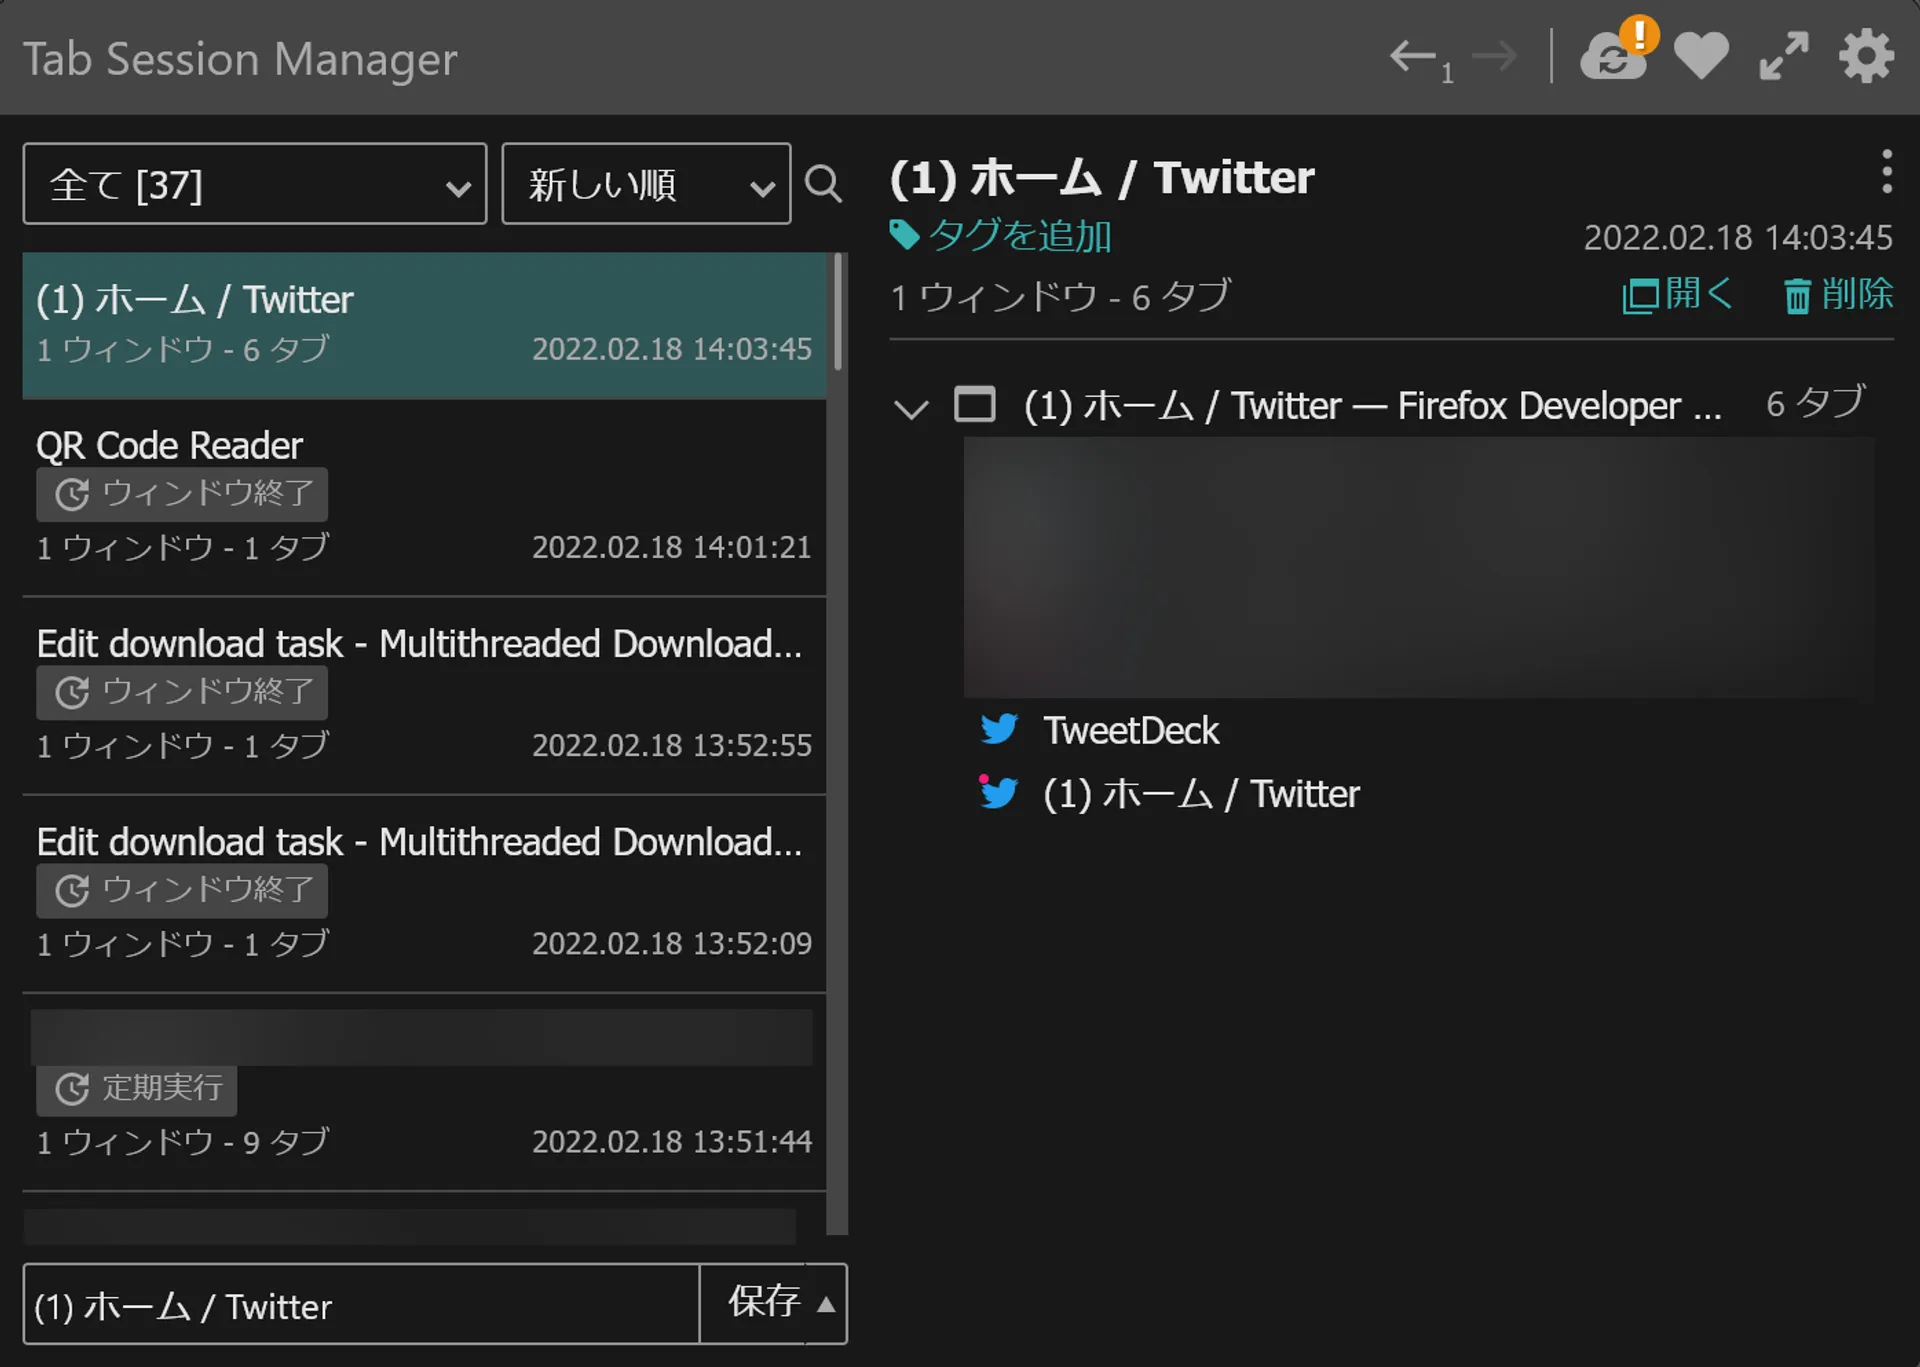 Tab Session Manager
1
!
全て [37]
新しい順
(1) ホーム / Twitter
1 ウィンドウ - 6 タブ
2022.02.18 14:03:45
QR Code Reader
ウィンドウ終了
1 ウィンドウ - 1 タブ
2022.02.18 14:01:21
Edit download task - Multithreaded Download...
ウィンドウ終了
1 ウィンドウ - 1 タブ
2022.02.18 13:52:55
Edit download task - Multithreaded Download...
ウィンドウ終了
1 ウィンドウ - 1 タブ
2022.02.18 13:52:09
定期実行
1 ウィンドウ - 9 タブ
2022.02.18 13:51:44
(1) ホーム / Twitter
保存
(1) ホーム / Twitter
タグを追加
2022.02.18 14:03:45
1 ウィンドウ - 6 タブ
開く
削除
(1) ホーム / Twitter — Firefox Developer ...
6 タブ
TweetDeck
(1) ホーム / Twitter